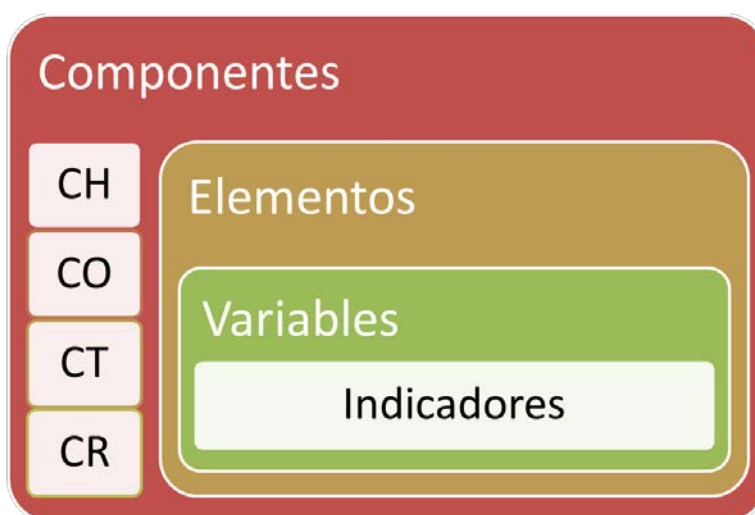 Componentes
CH
CO
CT
CR
Elementos
Variables
Indicadores